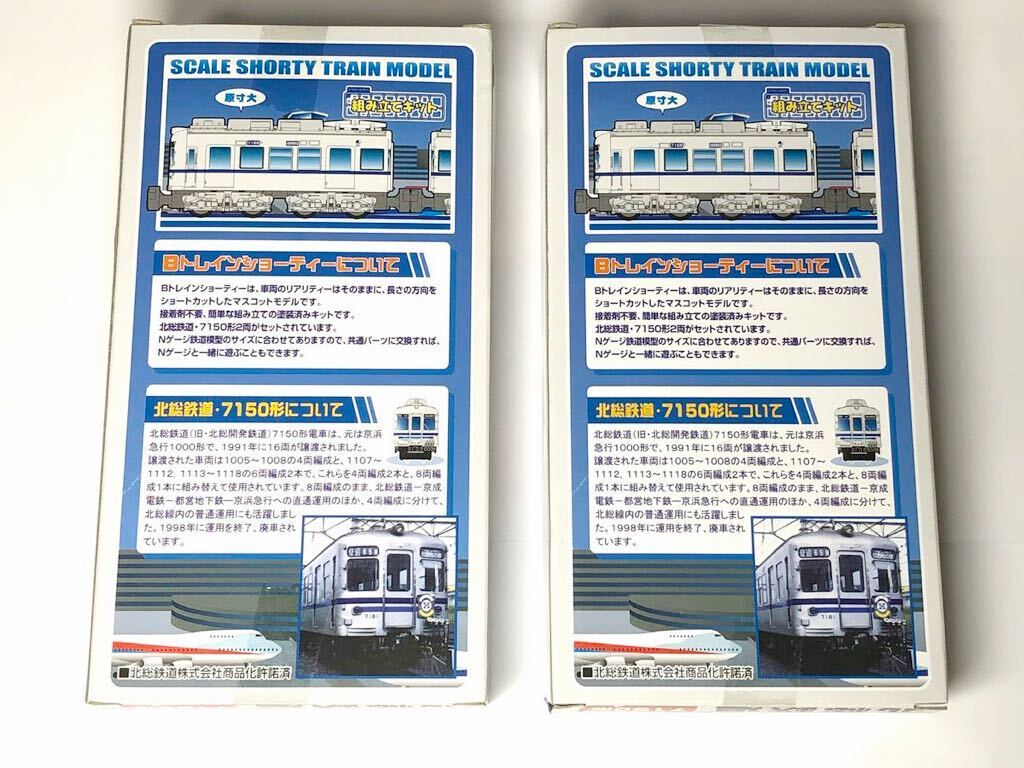 SCALE SHORTY TRAIN MODEL
原寸大
組み立てキット
7158
Bトレインショーティーについて
Bトレインショーティーは、車両のリアリティーはそのままに、長さの方向を
ショートカットしたマスコットモデルです。
接着剤不要、簡単な組み立ての塗装済みキットです。
北総鉄道・7150形2両がセットされています。
Nゲージ鉄道模型のサイズに合わせてありますので、共通パーツに交換すれば、
Nゲージと一緒に遊ぶこともできます。
北総鉄道・7150形について
北総鉄道(旧・北総開発鉄道)7150形電車は、元は京浜
急行1000形で、1991年に16両が譲渡されました。
譲渡された車両は1005〜1008の4両編成と、1107〜
1112、1113〜1118の6両編成2本で、これらを4両編成2本と、8両編
成1本に組み替えて使用されます。8両編成のまま、北総鉄道ー京成
電鉄ー都営地下鉄ー京浜急行への直通運用のほか、4両編成に分けて、
北総線内の普通運用にも活躍しまし
た。1998年に運用を終了、廃車され
ています。
7161
■北総鉄道株式会社商品化許諾済
SCALE SHORTY TRAIN MODEL
原寸大
組み立てキット
7158
Bトレインショーティーについて
Bトレインショーティーは、車両のリアリティーはそのままに、長さの方向を
ショートカットしたマスコットモデルです。
接着剤不要、簡単な組み立ての塗装済みキットです。
北総鉄道・7150形2両がセットされています。
Nゲージ鉄道模型のサイズに合わせてありますので、共通パーツに交換すれば、
Nゲージと一緒に遊ぶこともできます。
北総鉄道・7150形について
北総鉄道(旧・北総開発鉄道)7150形電車は、元は京浜
急行1000形で、1991年に16両が譲渡されました。
譲渡された車両は1005〜1008の4両編成と、1107〜
1112、1113〜1118の6両編成2本で、これらを4両編成2本と、8両編
成1本に組み替えて使用されます。8両編成のまま、北総鉄道ー京成
電鉄ー都営地下鉄ー京浜急行への直通運用のほか、4両編成に分けて、
北総線内の普通運用にも活躍しまし
た。1998年に運用を終了、廃車され
ています。
7161
■北総鉄道株式会社商品化許諾済